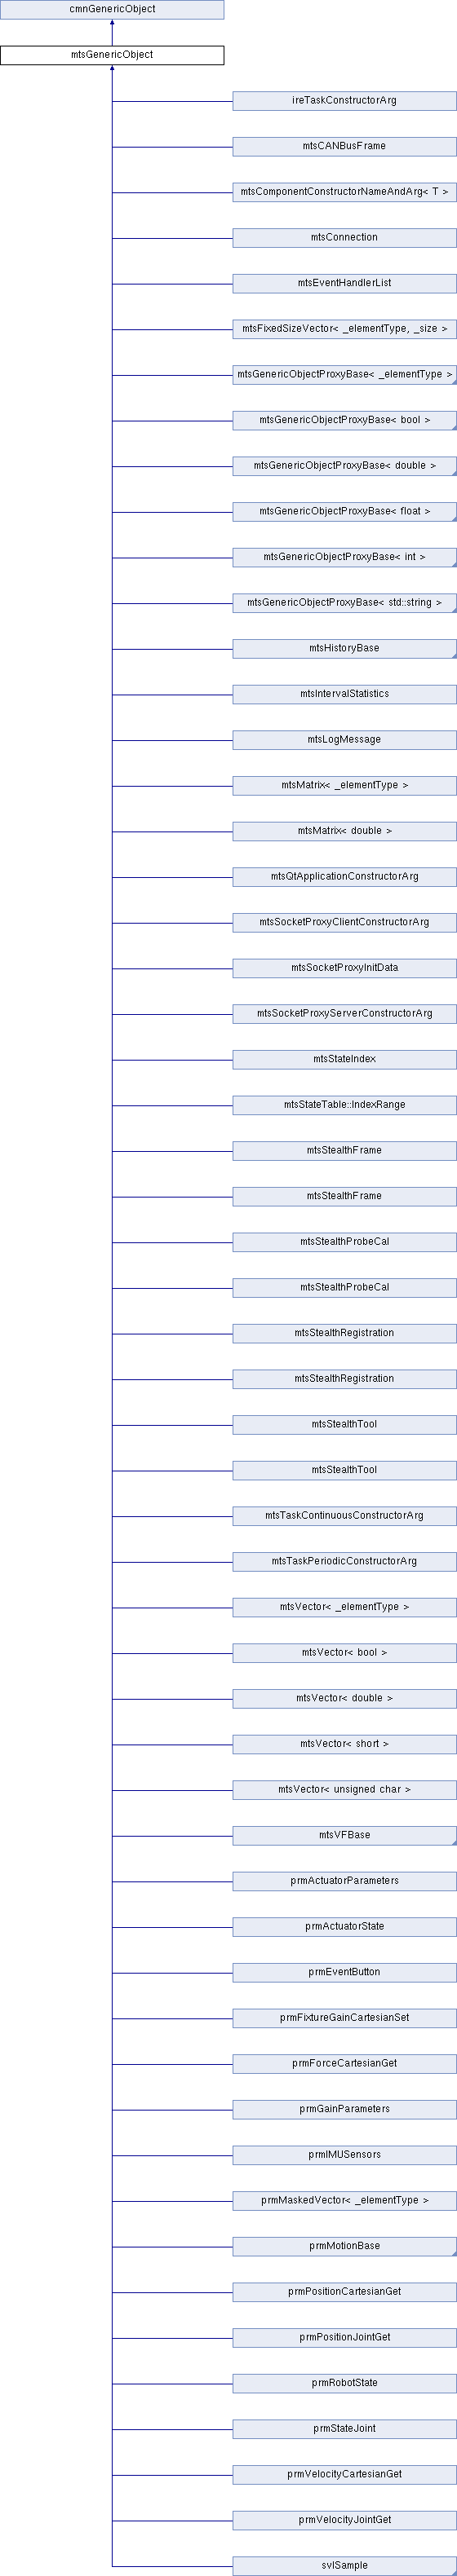 cmnGenericObject
mtsGenericObject
ireTaskConstructorArg
mtsCANBusFrame
mtsComponentConstructorNameAndArg< T >
mtsConnection
mtsEventHandlerList
mtsFixedSizeVector< _elementType, _size >
mtsGenericObjectProxyBase< _elementType >
mtsGenericObjectProxyBase< bool >
mtsGenericObjectProxyBase< double >
mtsGenericObjectProxyBase< float >
mtsGenericObjectProxyBase< int >
mtsGenericObjectProxyBase< std::string >
mtsHistoryBase
mtsIntervalStatistics
mtsLogMessage
mtsMatrix< _elementType >
mtsMatrix< double >
mtsQtApplicationConstructorArg
mtsSocketProxyClientConstructorArg
mtsSocketProxyInitData
mtsSocketProxyServerConstructorArg
mtsStateIndex
mtsStateTable::IndexRange
mtsStealthFrame
mtsStealthFrame
mtsStealthProbeCal
mtsStealthProbeCal
mtsStealthRegistration
mtsStealthRegistration
mtsStealthTool
mtsStealthTool
mtsTaskContinuousConstructorArg
mtsTaskPeriodicConstructorArg
mtsVector< _elementType >
mtsVector< bool >
mtsVector< double >
mtsVector< short >
mtsVector< unsigned char >
mtsVFBase
prmActuatorParameters
prmActuatorState
prmEventButton
prmFixtureGainCartesianSet
prmForceCartesianGet
prmGainParameters
prmIMUSensors
prmMaskedVector< _elementType >
prmMotionBase
prmPositionCartesianGet
prmPositionJointGet
prmRobotState
prmStateJoint
prmVelocityCartesianGet
prmVelocityJointGet
svlSample